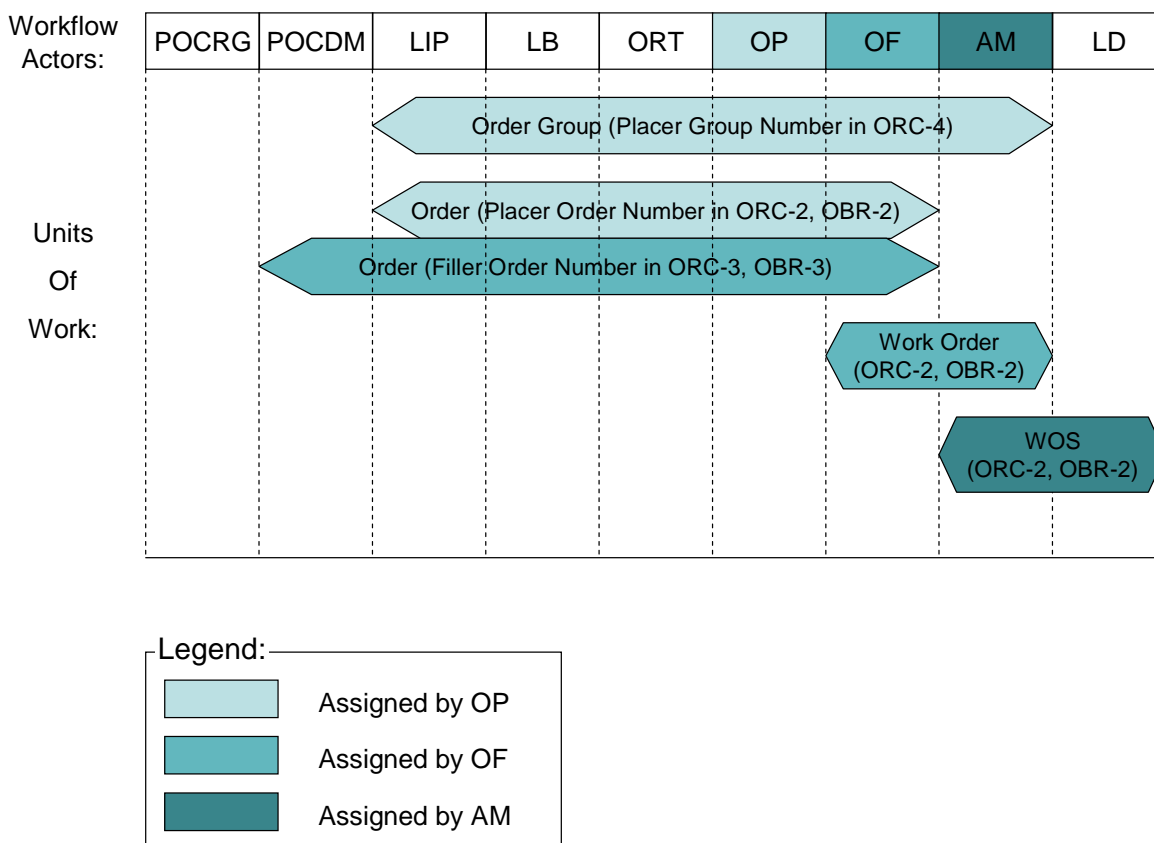 Workflow
Actors:
POCRG POCDM LIP LB ORT OP OF AM LD
Order Group (Placer Group Number in ORC-4)
Order (Placer Order Number in ORC-2, OBR-2)
Order (Filler Order Number in ORC-3, OBR-3)
Units
Of
Work:
Work Order
(ORC-2, OBR-2)
WOS
(ORC-2, OBR-2)
Legend:
Assigned by OP
Assigned by OF
Assigned by AM